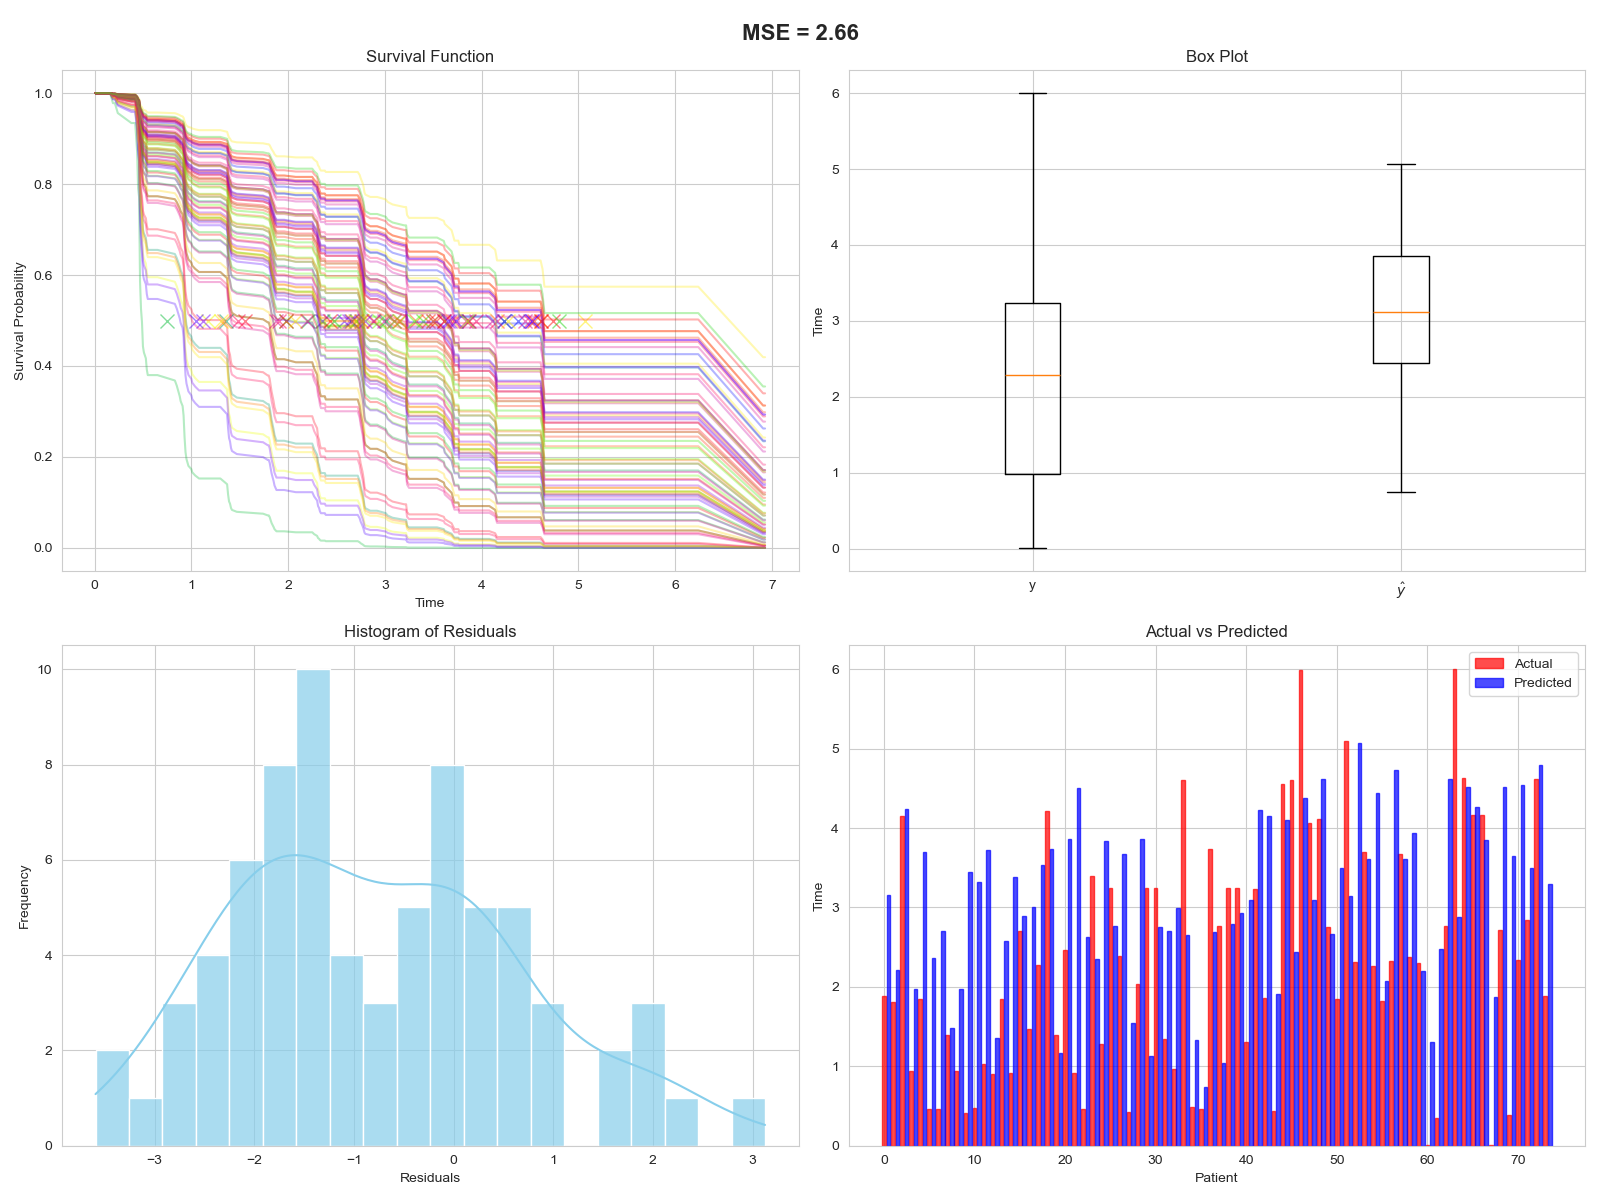 MSE = 2.66
Survival Function
1.0
0.8
0.6
0.4
0.2
0.0
Survival Probability
0 1 2 3 4 5 6 7
Time
Box Plot
6
5
4
3
2
1
0
Time
y ŷ
Histogram of Residuals
10
8
6
4
2
0
Frequency
−3 −2 −1 0 1 2 3
Residuals
Actual vs Predicted
Actual
Predicted
6
5
4
3
2
1
0
Time
0 10 20 30 40 50 60 70
Patient